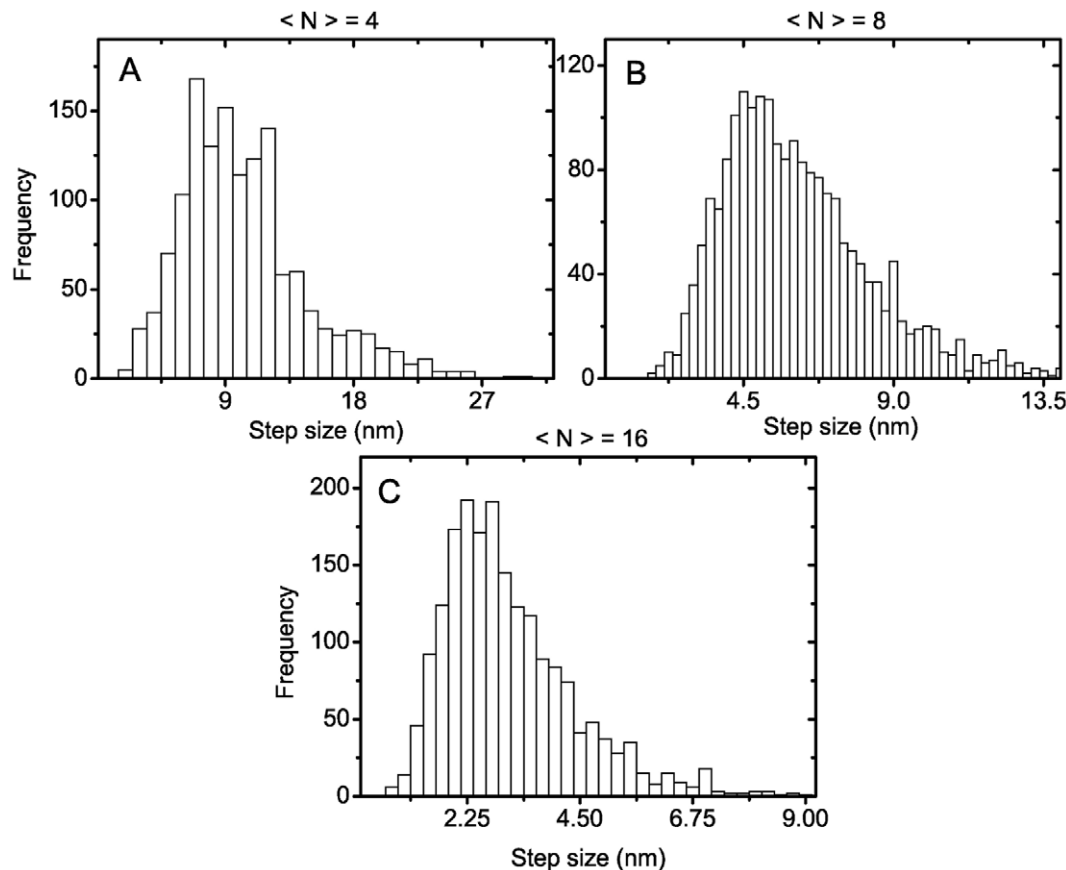 < N > = 4
A
150
100
50
0
Frequency
9 18 27
Step size (nm)
< N > = 8
B
120
80
40
0
4.5 9.0 13.5
Step size (nm)
< N > = 16
C
200
150
100
50
0
Frequency
2.25 4.50 6.75 9.00
Step size (nm)